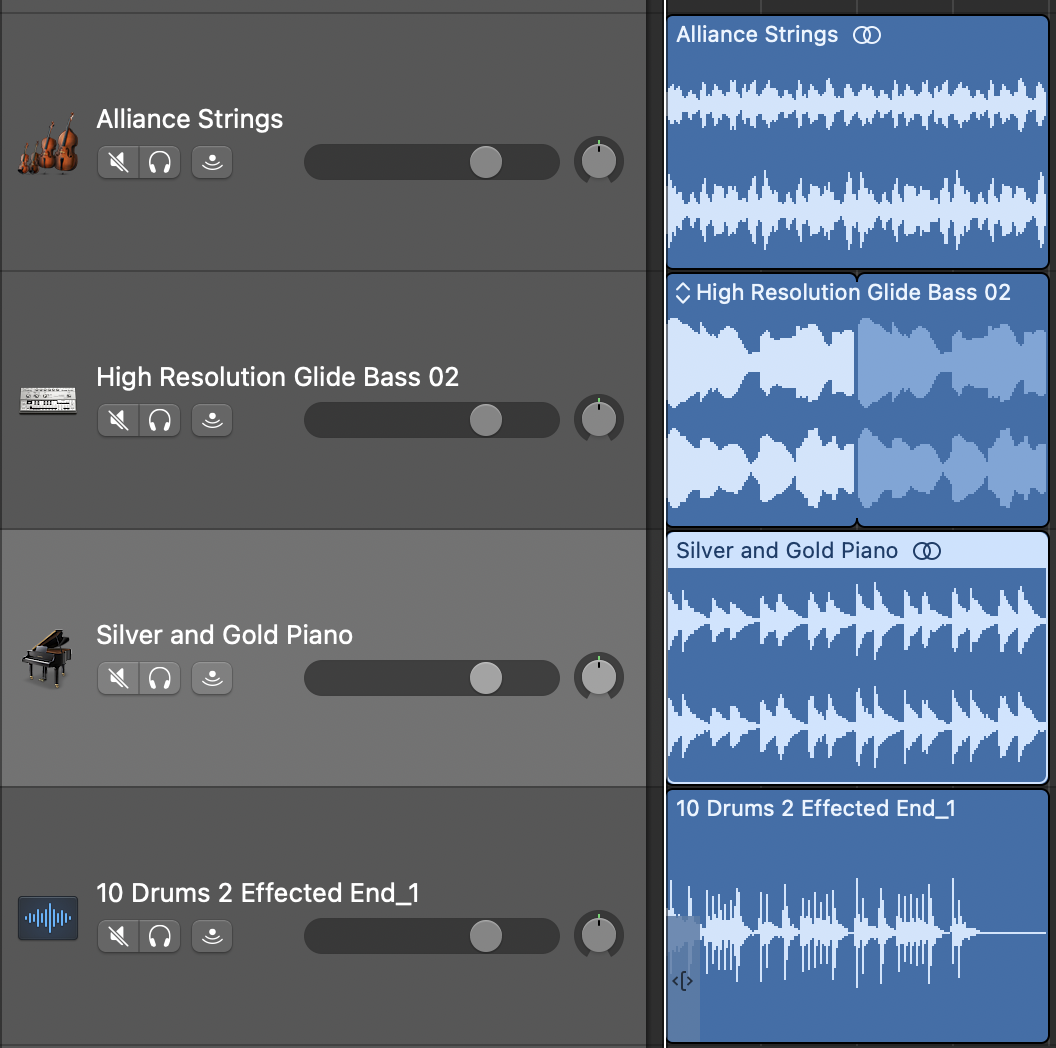 Alliance Strings
Alliance Strings
High Resolution Glide Bass 02
High Resolution Glide Bass 02
Silver and Gold Piano
Silver and Gold Piano
10 Drums 2 Effected End_1
10 Drums 2 Effected End_1